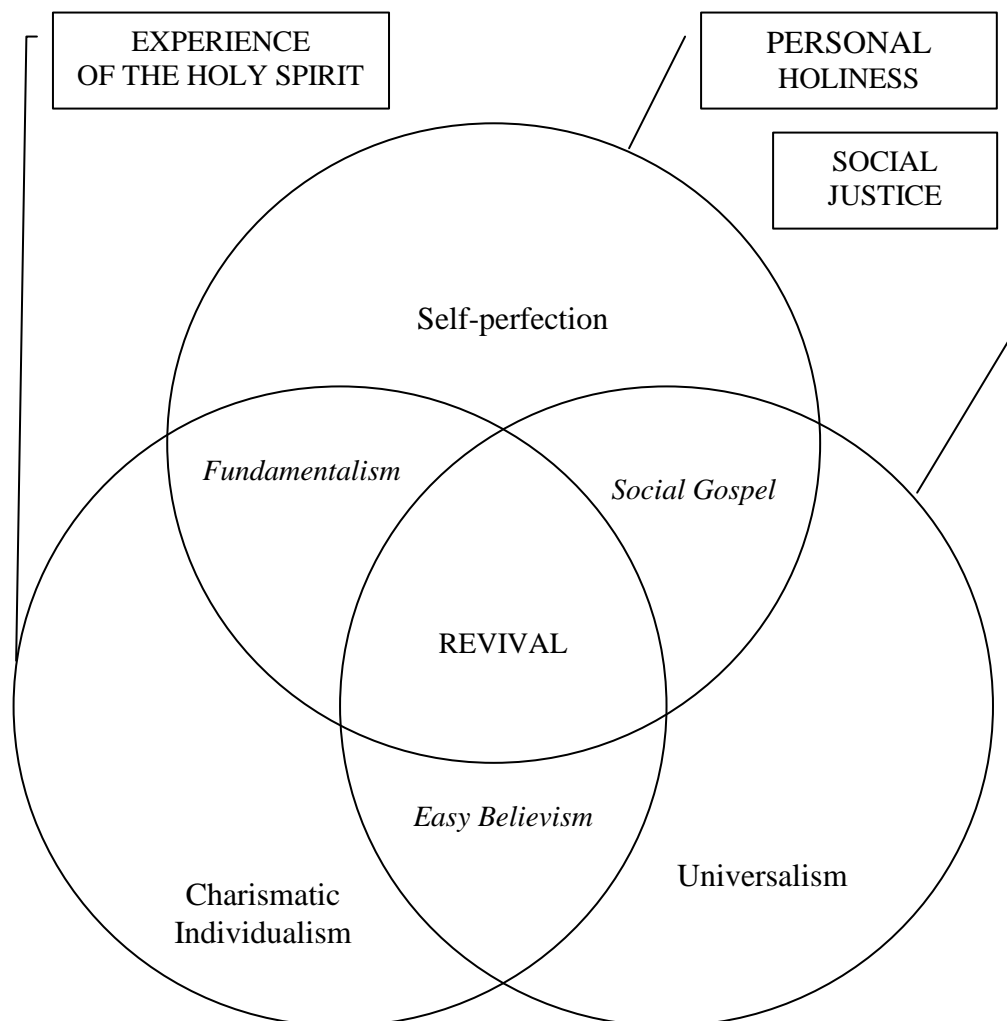 EXPERIENCE
OF THE HOLY SPIRIT
PERSONAL
HOLINESS
SOCIAL
JUSTICE
Self-perfection
Fundamentalism
Social Gospel
REVIVAL
Easy Believism
Charismatic
Individualism
Universalism